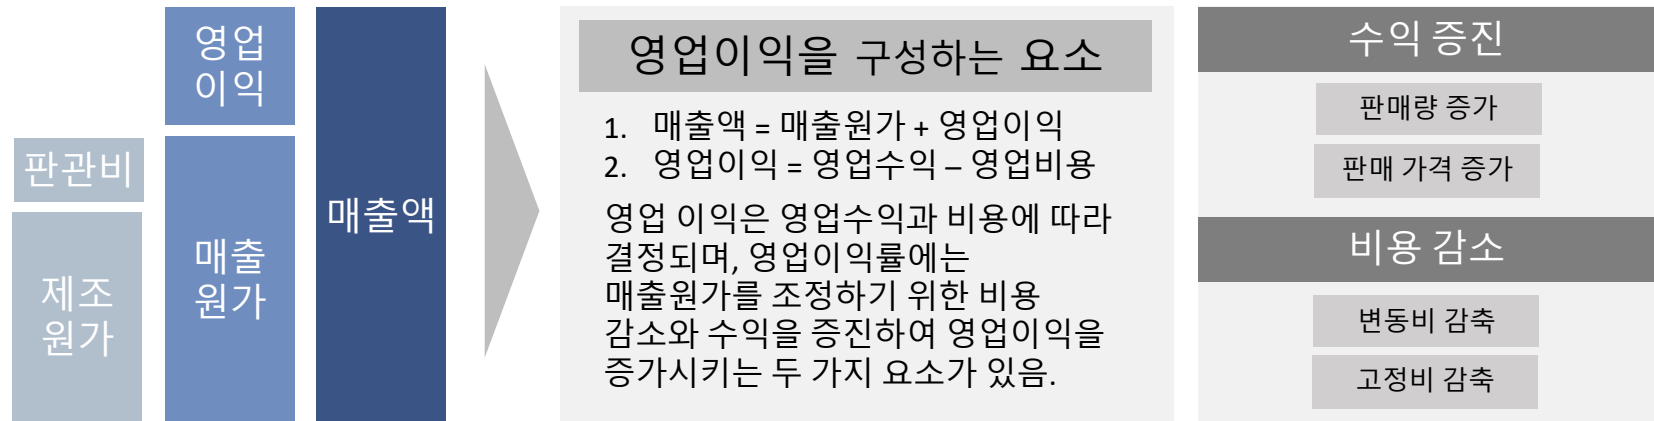 판관비
제조
원가
영업
이익
매출
원가
매출액
영업이익을 구성하는 요소
1. 매출액 = 매출원가 + 영업이익
2. 영업이익 = 영업수익 – 영업비용
영업 이익은 영업수익과 비용에 따라
결정되며, 영업이익률에는
매출원가를 조정하기 위한 비용
감소와 수익을 증진하여 영업이익을
증가시키는 두 가지 요소가 있음.
수익 증진
판매량 증가
판매 가격 증가
비용 감소
변동비 감축
고정비 감축